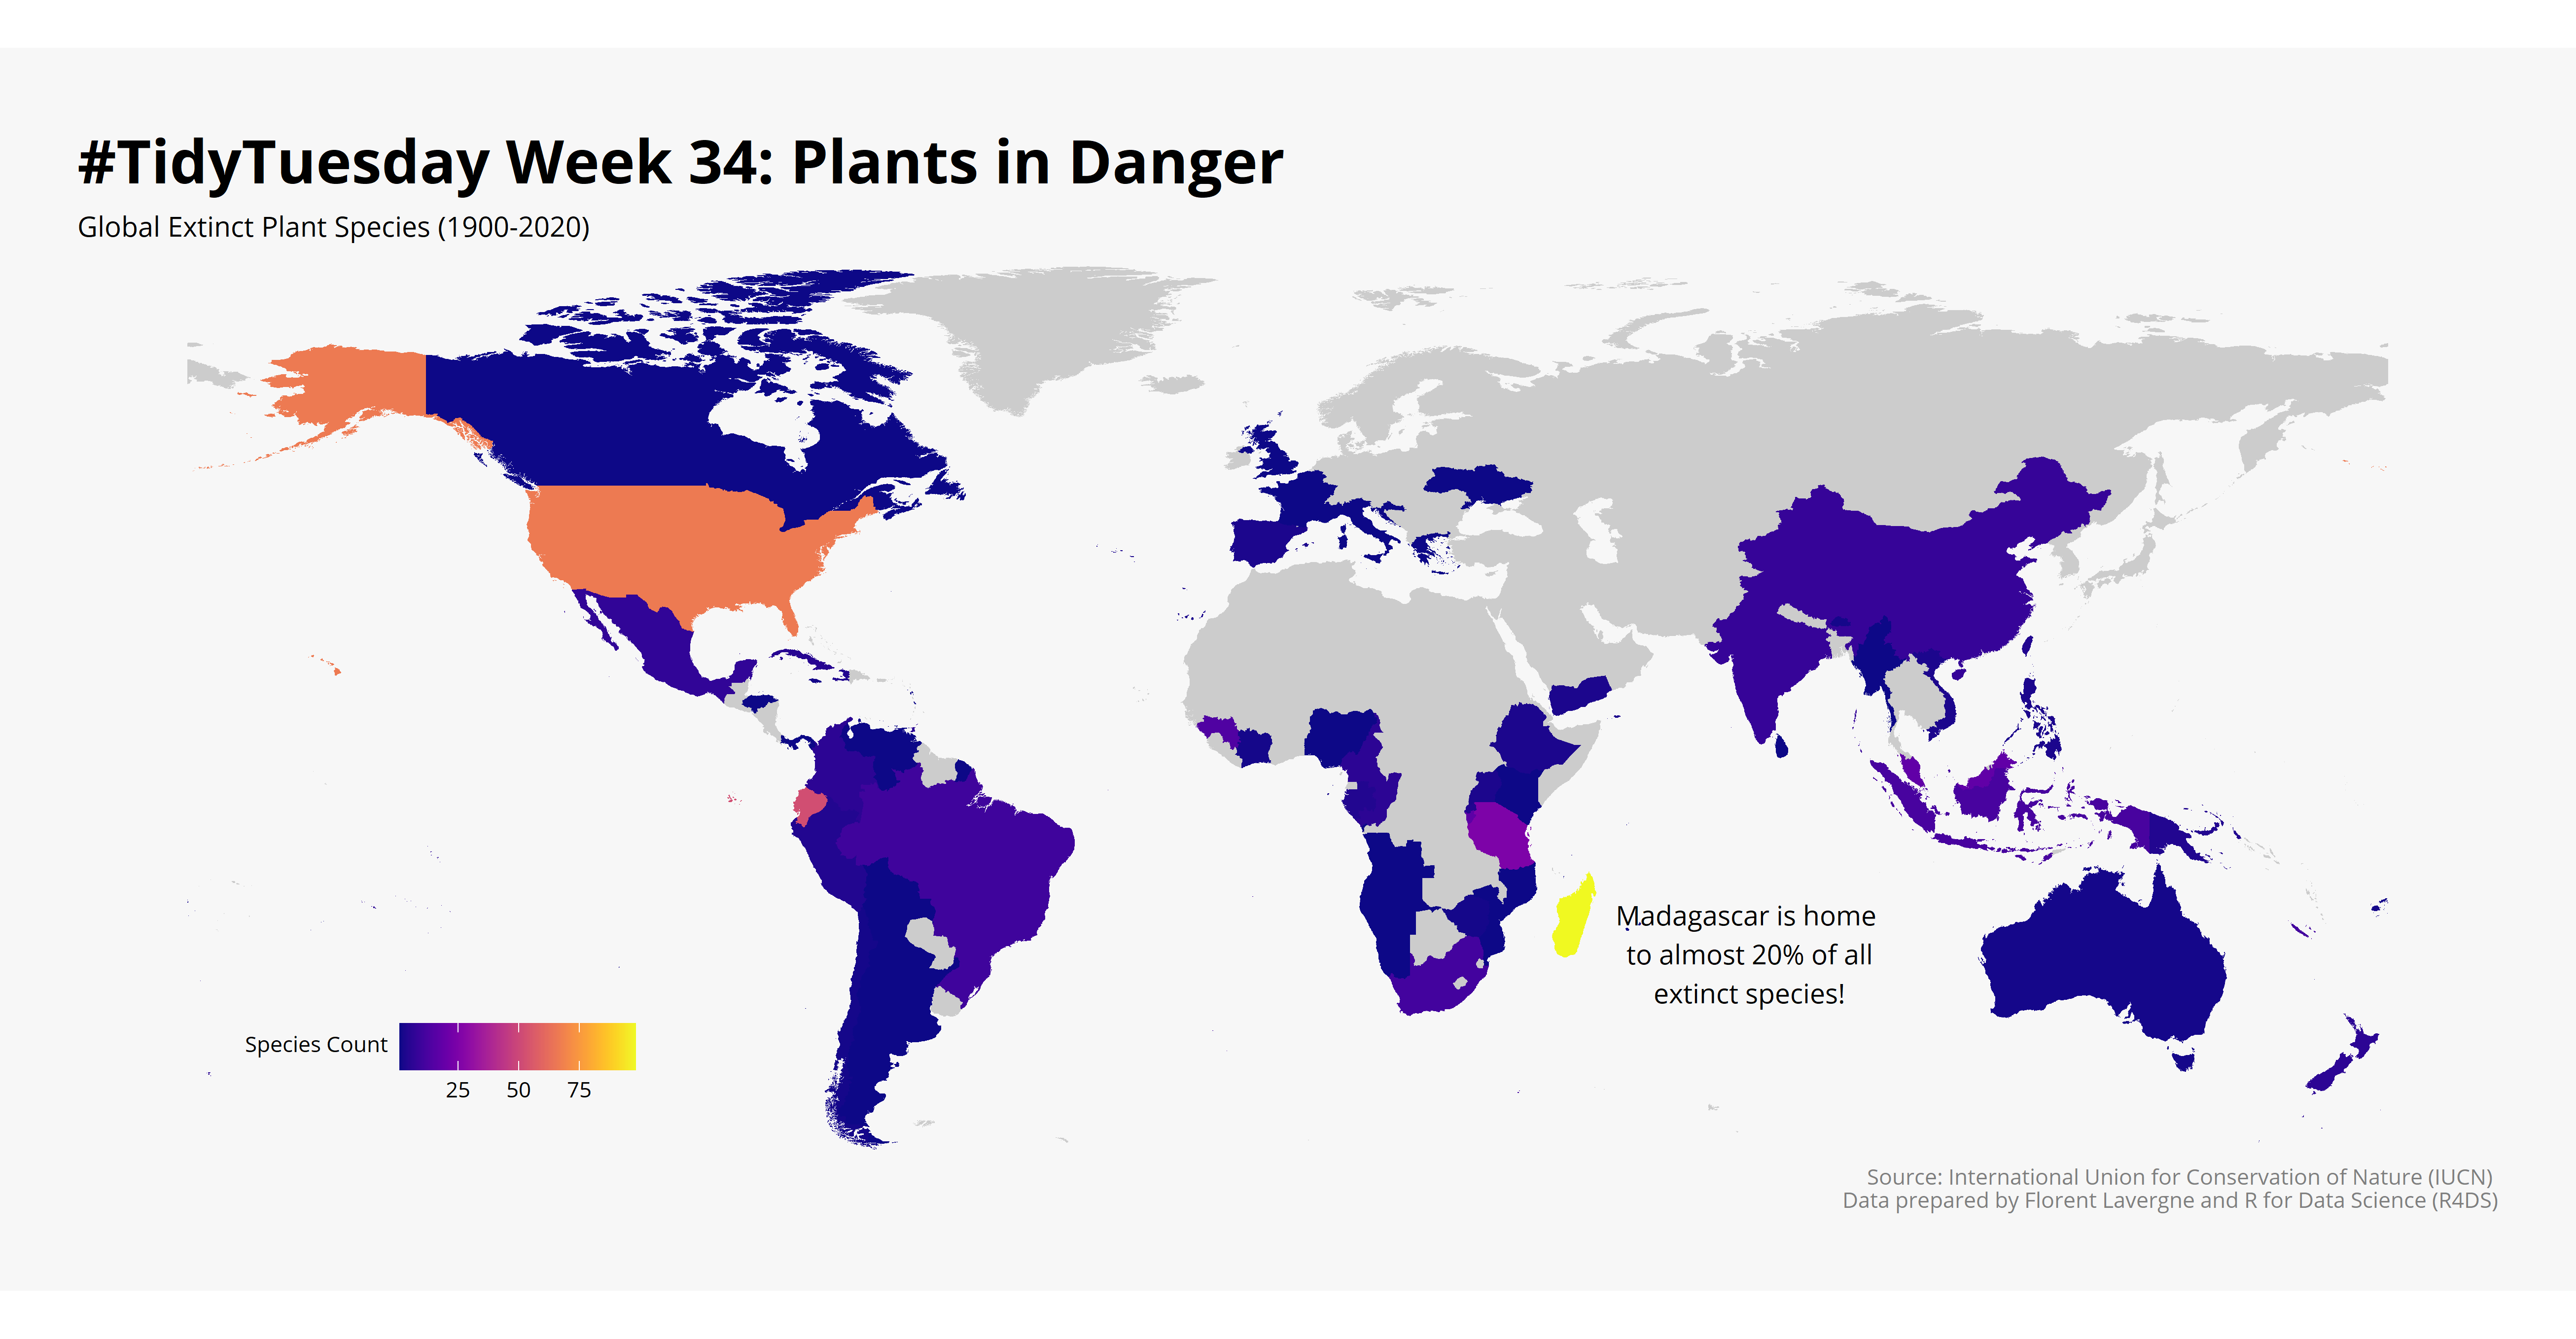 #TidyTuesday Week 34: Plants in Danger
Global Extinct Plant Species (1900-2020)
Madagascar is home
to almost 20% of all
extinct species!
Species Count
25 50 75
Source: International Union for Conservation of Nature (IUCN)
Data prepared by Florent Lavergne and R for Data Science (R4DS)